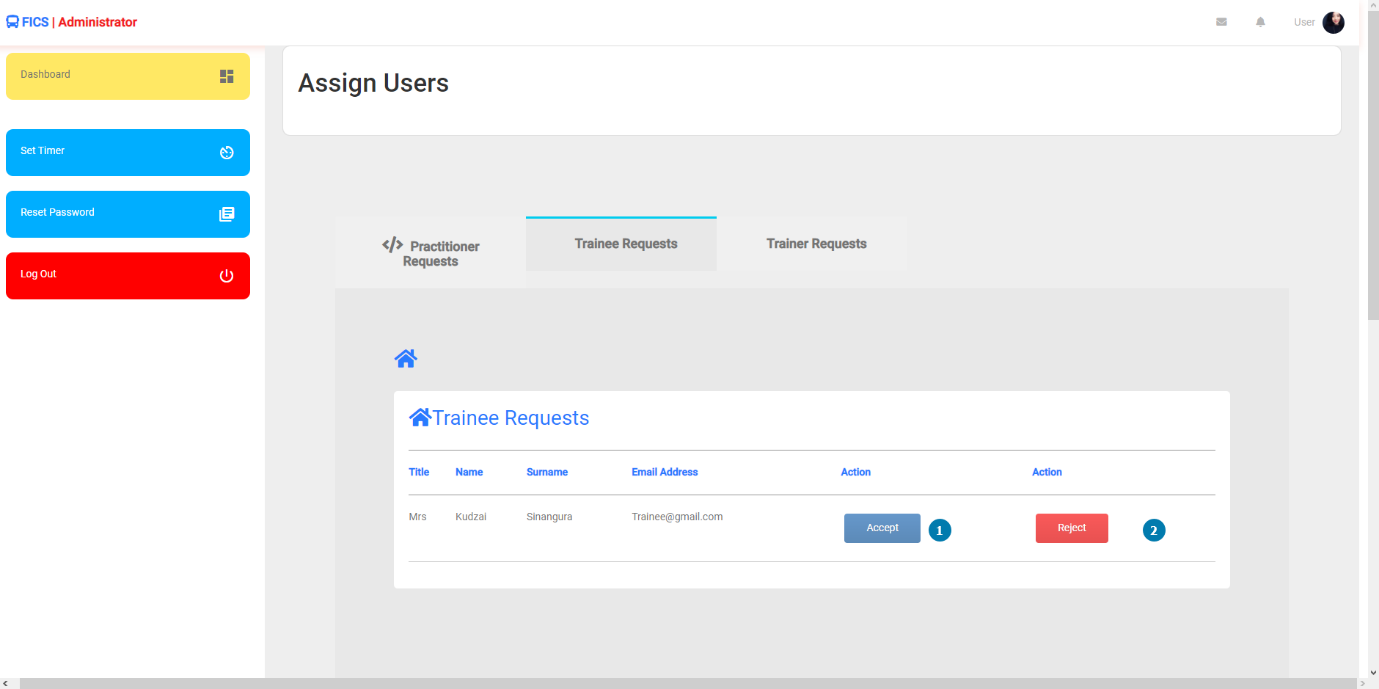 FICS | Administrator
User
Dashboard
Set Timer
Reset Password
Log Out
Assign Users
</> Practitioner
Requests
Trainee Requests
Trainer Requests
Trainee Requests
Title Name Surname Email Address Action Action
Mrs Kudzai Sinangura Trainee@gmail.com Accept 1 Reject 2